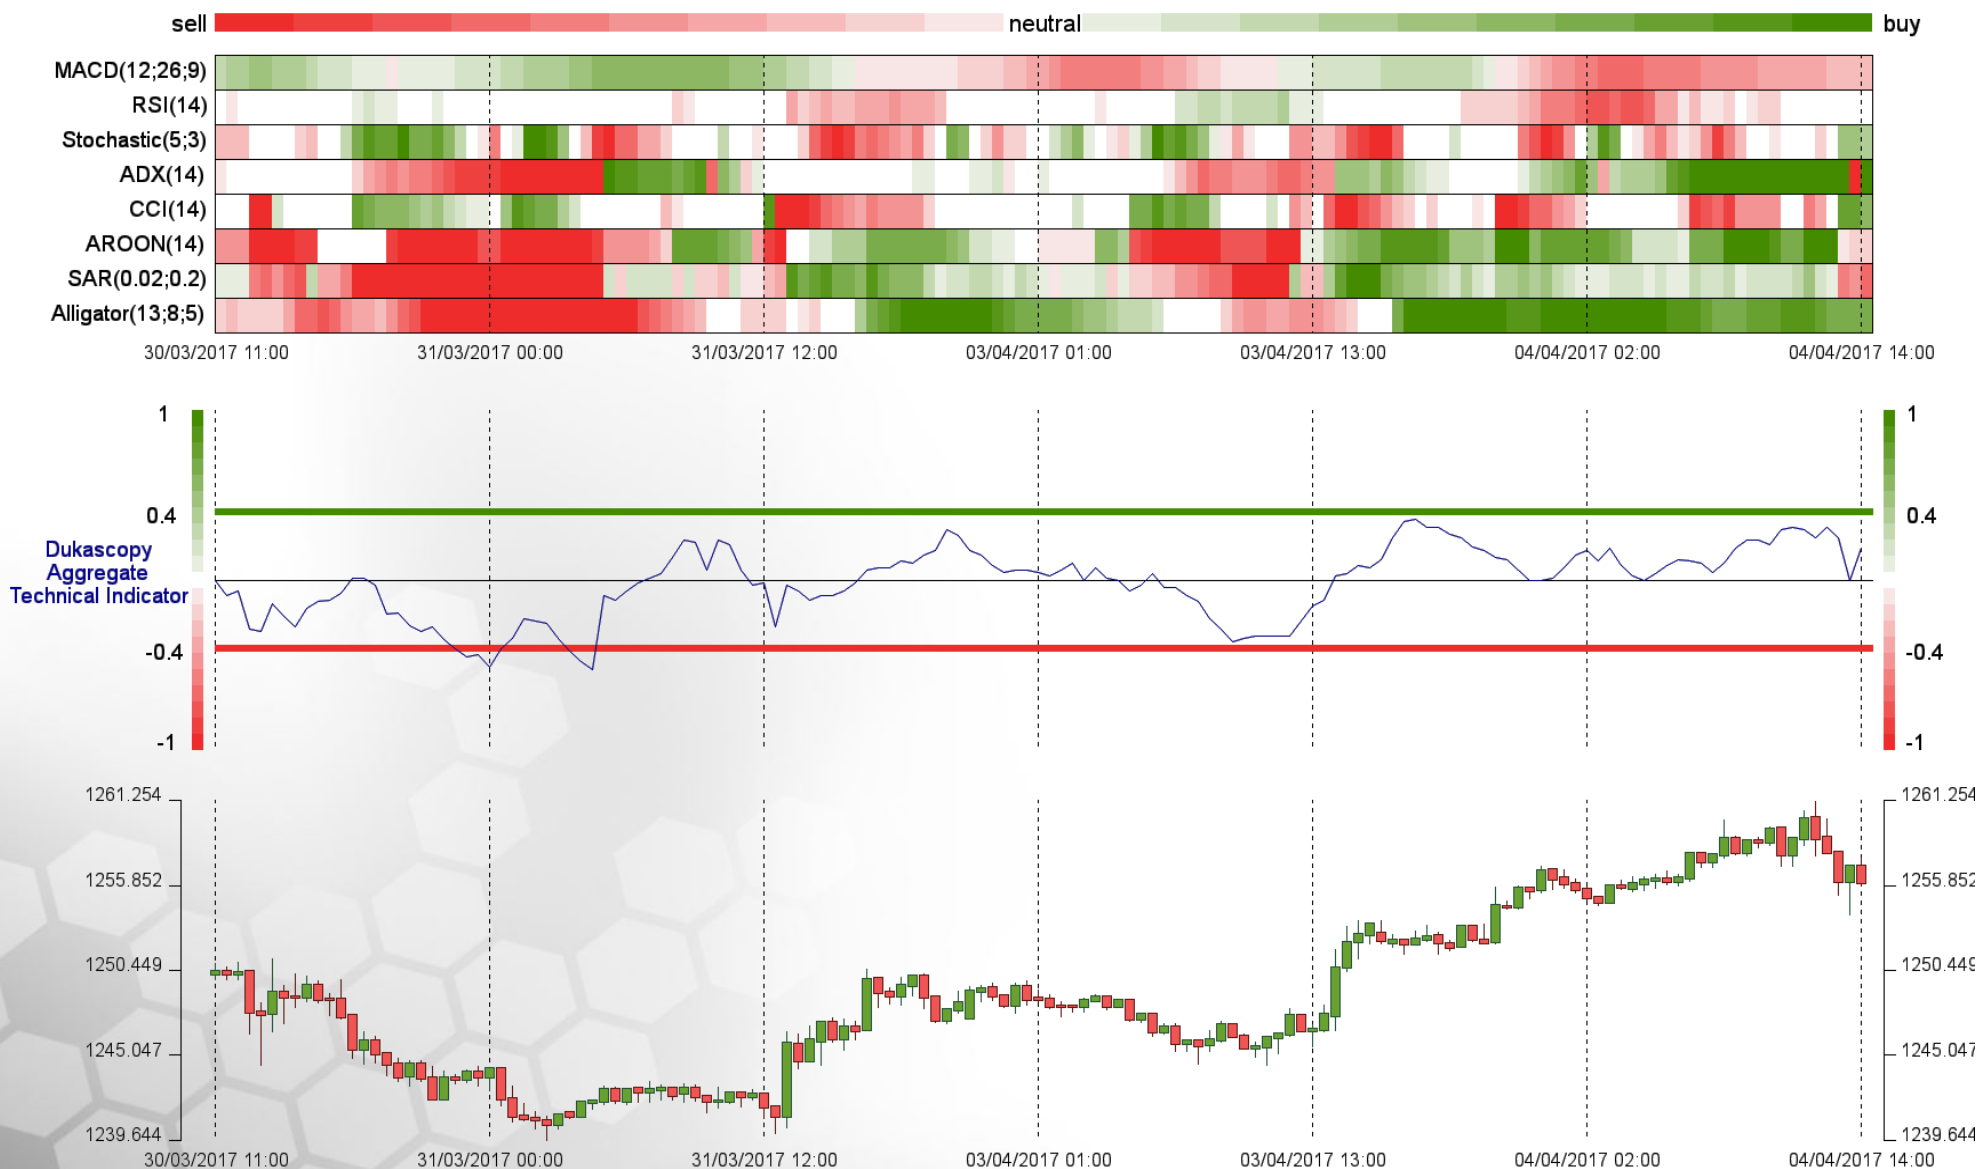 sell neutral buy
MACD(12;26;9)
RSI(14)
Stochastic(5;3)
ADX(14)
CCI(14)
AROON(14)
SAR(0.02;0.2)
Alligator(13;8;5)
30/03/2017 11:00 31/03/2017 00:00 31/03/2017 12:00 03/04/2017 01:00 03/04/2017 13:00 04/04/2017 02:00 04/04/2017 14:00
1 1
0.4 0.4
Dukascopy
Aggregate
Technical Indicator
-0.4 -0.4
-1 -1
1261.254 1261.254
1255.852 1255.852
1250.449 1250.449
1245.047 1245.047
1239.644 1239.644
30/03/2017 11:00 31/03/2017 00:00 31/03/2017 12:00 03/04/2017 01:00 03/04/2017 13:00 04/04/2017 02:00 04/04/2017 14:00